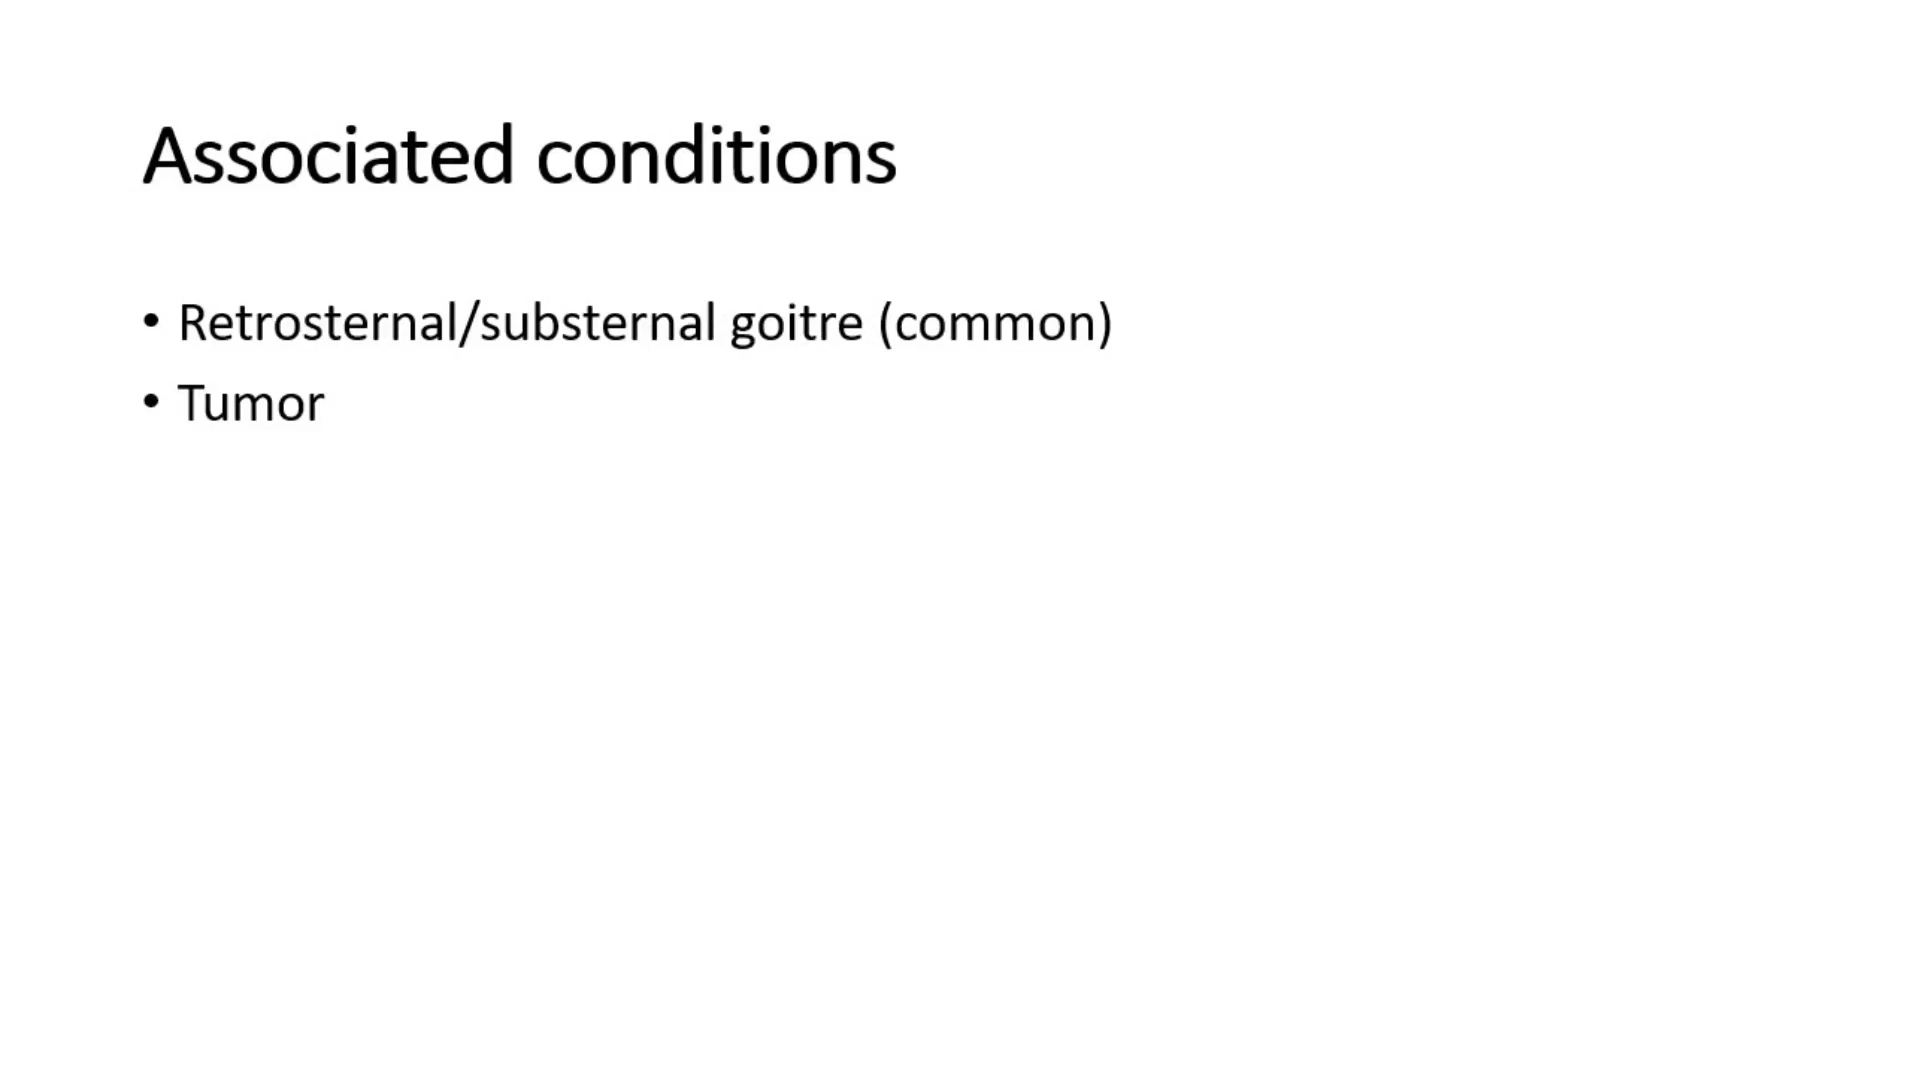 Associated conditions
• Retrosternal/substernal goitre (common)
• Tumor